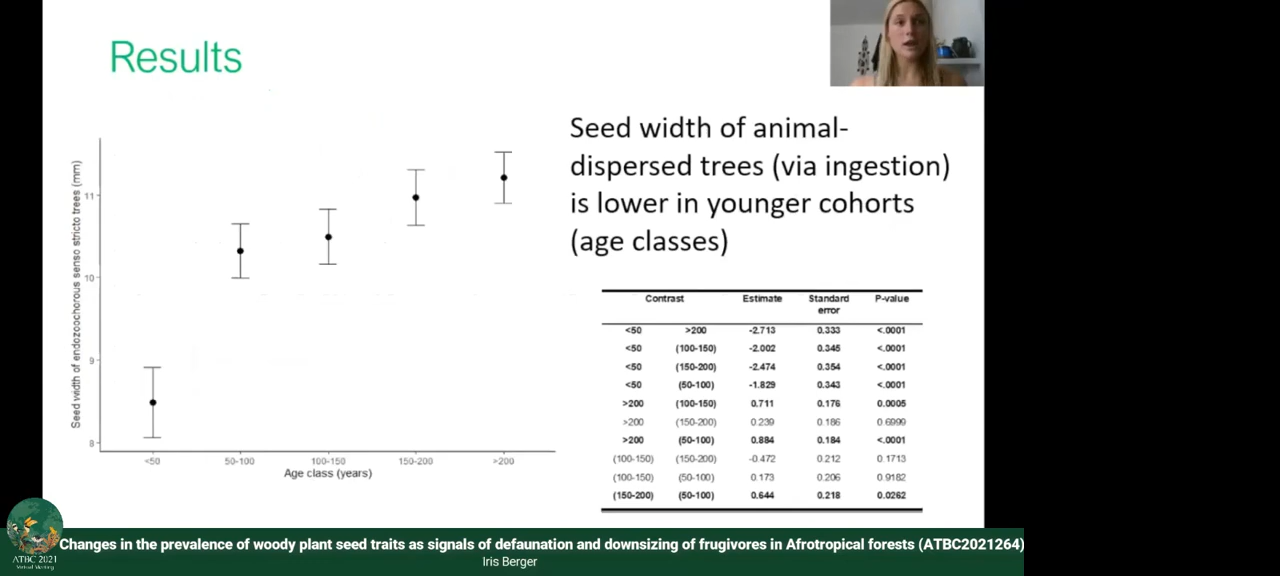 Results
Seed width of animal-
dispersed trees (via ingestion)
is lower in younger cohorts
(age classes)
Seed width of endozoochorous senso stricto trees (mm)
11
10
9
8
<50 50-100 100-150 150-200 >200
Age class (years)
Contrast Estimate Standard error P-value
<50 >200 -2.713 0.333 <.0001
<50 (100-150) -2.002 0.345 <.0001
<50 (150-200) -2.474 0.354 <.0001
<50 (50-100) -1.829 0.343 <.0001
>200 (100-150) 0.711 0.176 0.0005
>200 (150-200) 0.239 0.186 0.6999
>200 (50-100) 0.884 0.184 <.0001
(100-150) (150-200) -0.472 0.212 0.1713
(100-150) (50-100) 0.173 0.206 0.9182
(150-200) (50-100) 0.644 0.218 0.0262
ATBC 2021
Virtual Meeting
Changes in the prevalence of woody plant seed traits as signals of defaunation and downsizing of frugivores in Afrotropical forests (ATBC2021264)
Iris Berger